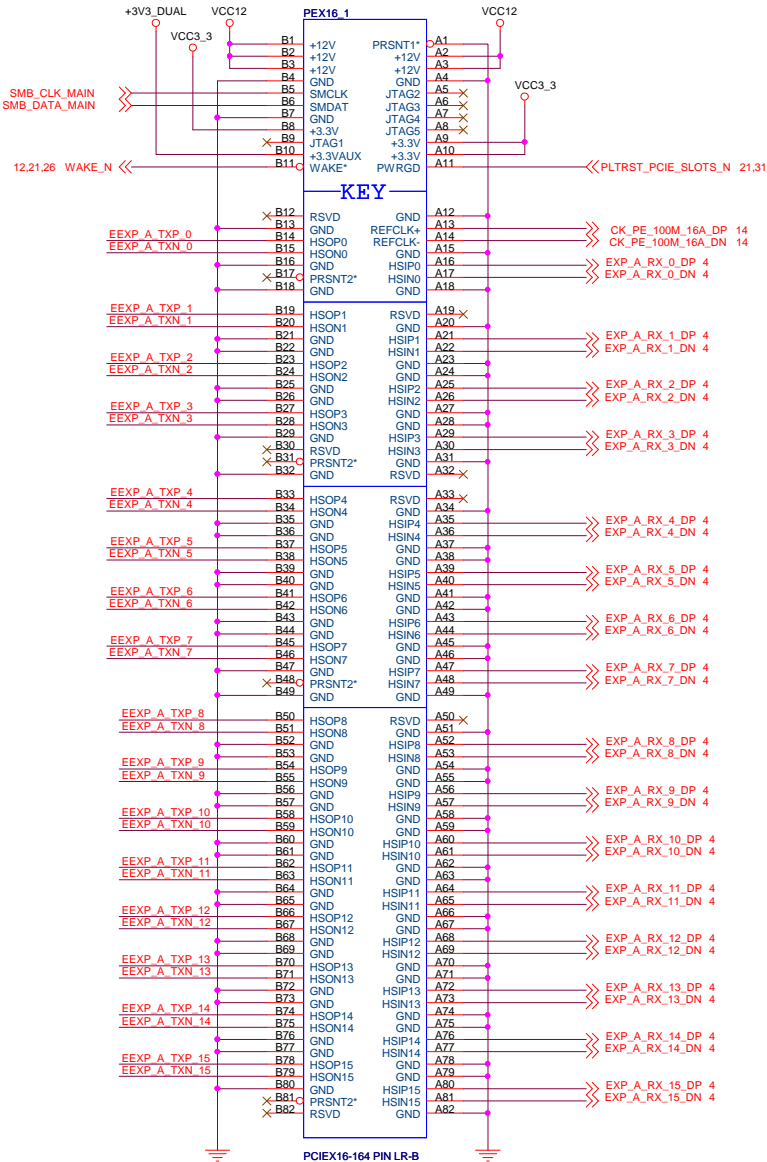 +3V3_DUAL
VCC12
PEX16_1
VCC12
VCC3_3
VCC3_3
B1 +12V PRSNT1* A1
B2 +12V +12V A2
B3 +12V +12V A3
B4 GND GND A4
SMB_CLK_MAIN B5 SMCLK JTAG2 A5
SMB_DATA_MAIN B6 SMDAT JTAG3 A6
B7 GND JTAG4 A7
B8 +3.3V JTAG5 A8
B9 JTAG1 +3.3V A9
B10 +3.3VAUX +3.3V A10
12,21,26 WAKE_N B11 WAKE* PWRGD A11 PLTRST_PCIE_SLOTS_N 21,31
KEY
B12 RSVD GND A12
B13 GND REFCLK+ A13 CK_PE_100M_16A_DP 14
EEXP_A_TXP_0 B14 HSOP0 REFCLK- A14 CK_PE_100M_16A_DN 14
EEXP_A_TXN_0 B15 HSON0 GND A15
B16 GND HSIP0 A16 EXP_A_RX_0_DP 4
B17 PRSNT2* HSIN0 A17 EXP_A_RX_0_DN 4
B18 GND GND A18
EEXP_A_TXP_1 B19 HSOP1 RSVD A19
EEXP_A_TXN_1 B20 HSON1 GND A20
B21 GND HSIP1 A21 EXP_A_RX_1_DP 4
B22 GND HSIN1 A22 EXP_A_RX_1_DN 4
EEXP_A_TXP_2 B23 HSOP2 GND A23
EEXP_A_TXN_2 B24 HSON2 GND A24
B25 GND HSIP2 A25 EXP_A_RX_2_DP 4
B26 GND HSIN2 A26 EXP_A_RX_2_DN 4
EEXP_A_TXP_3 B27 HSOP3 GND A27
EEXP_A_TXN_3 B28 HSON3 GND A28
B29 GND HSIP3 A29 EXP_A_RX_3_DP 4
B30 RSVD HSIN3 A30 EXP_A_RX_3_DN 4
B31 PRSNT2* GND A31
B32 GND RSVD A32
EEXP_A_TXP_4 B33 HSOP4 RSVD A33
EEXP_A_TXN_4 B34 HSON4 GND A34
B35 GND HSIP4 A35 EXP_A_RX_4_DP 4
B36 GND HSIN4 A36 EXP_A_RX_4_DN 4
EEXP_A_TXP_5 B37 HSOP5 GND A37
EEXP_A_TXN_5 B38 HSON5 GND A38
B39 GND HSIP5 A39 EXP_A_RX_5_DP 4
B40 GND HSIN5 A40 EXP_A_RX_5_DN 4
EEXP_A_TXP_6 B41 HSOP6 GND A41
EEXP_A_TXN_6 B42 HSON6 GND A42
B43 GND HSIP6 A43 EXP_A_RX_6_DP 4
B44 GND HSIN6 A44 EXP_A_RX_6_DN 4
EEXP_A_TXP_7 B45 HSOP7 GND A45
EEXP_A_TXN_7 B46 HSON7 GND A46
B47 GND HSIP7 A47 EXP_A_RX_7_DP 4
B48 PRSNT2* HSIN7 A48 EXP_A_RX_7_DN 4
B49 GND GND A49
EEXP_A_TXP_8 B50 HSOP8 RSVD A50
EEXP_A_TXN_8 B51 HSON8 GND A51
B52 GND HSIP8 A52 EXP_A_RX_8_DP 4
B53 GND HSIN8 A53 EXP_A_RX_8_DN 4
EEXP_A_TXP_9 B54 HSOP9 GND A54
EEXP_A_TXN_9 B55 HSON9 GND A55
B56 GND HSIP9 A56 EXP_A_RX_9_DP 4
B57 GND HSIN9 A57 EXP_A_RX_9_DN 4
EEXP_A_TXP_10 B58 HSOP10 GND A58
EEXP_A_TXN_10 B59 HSON10 GND A59
B60 GND HSIP10 A60 EXP_A_RX_10_DP 4
B61 GND HSIN10 A61 EXP_A_RX_10_DN 4
EEXP_A_TXP_11 B62 HSOP11 GND A62
EEXP_A_TXN_11 B63 HSON11 GND A63
B64 GND HSIP11 A64 EXP_A_RX_11_DP 4
B65 GND HSIN11 A65 EXP_A_RX_11_DN 4
EEXP_A_TXP_12 B66 HSOP12 GND A66
EEXP_A_TXN_12 B67 HSON12 GND A67
B68 GND HSIP12 A68 EXP_A_RX_12_DP 4
B69 GND HSIN12 A69 EXP_A_RX_12_DN 4
EEXP_A_TXP_13 B70 HSOP13 GND A70
EEXP_A_TXN_13 B71 HSON13 GND A71
B72 GND HSIP13 A72 EXP_A_RX_13_DP 4
B73 GND HSIN13 A73 EXP_A_RX_13_DN 4
EEXP_A_TXP_14 B74 HSOP14 GND A74
EEXP_A_TXN_14 B75 HSON14 GND A75
B76 GND HSIP14 A76 EXP_A_RX_14_DP 4
B77 GND HSIN14 A77 EXP_A_RX_14_DN 4
EEXP_A_TXP_15 B78 HSOP15 GND A78
EEXP_A_TXN_15 B79 HSON15 GND A79
B80 GND HSIP15 A80 EXP_A_RX_15_DP 4
B81 PRSNT2* HSIN15 A81 EXP_A_RX_15_DN 4
B82 RSVD GND A82
PCIEX16-164 PIN LR-B